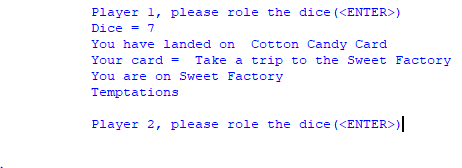 Player 1, please role the dice(<ENTER>)
Dice = 7
You have landed on  Cotton Candy Card
Your card =  Take a trip to the Sweet Factory
You are on Sweet Factory
Temptations
Player 2, please role the dice(<ENTER>)